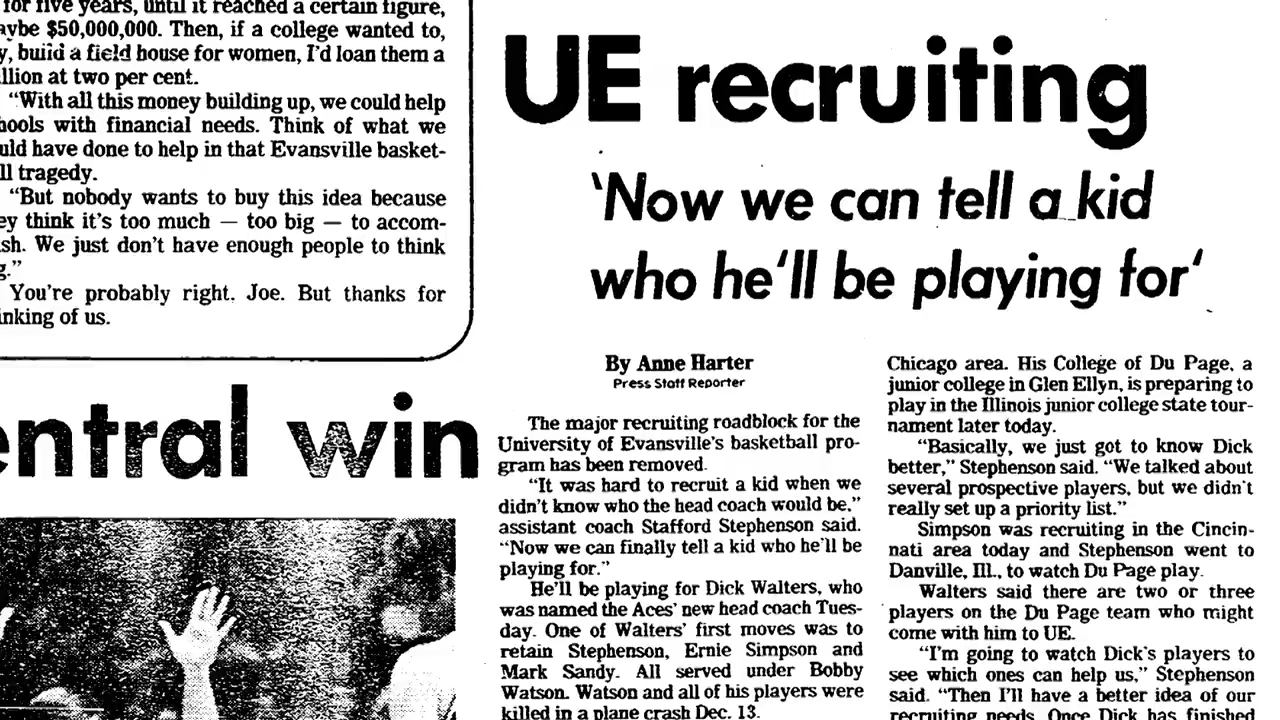 for five years, until it reached a certain figure,
aybe $50,000,000. Then, if a college wanted to,
y, build a field house for women, I'd loan them a
llion at two per cent.
"With all this money building up, we could help
hools with financial needs. Think of what we
uld have done to help in that Evansville basket-
ll tragedy.
"But nobody wants to buy this idea because
ey think it's too much — too big — to accom-
sh. We just don't have enough people to think
g."
You're probably right. Joe. But thanks for
inking of us.
entral win
UE recruiting
'Now we can tell a kid
who he'll be playing for'
By Anne Harter
Press Staff Reporter
The major recruiting roadblock for the
University of Evansville's basketball pro-
gram has been removed.
"It was hard to recruit a kid when we
didn't know who the head coach would be,"
assistant coach Stafford Stephenson said.
"Now we can finally tell a kid who he'll be
playing for."
He'll be playing for Dick Walters, who
was named the Aces' new head coach Tues-
day. One of Walters' first moves was to
retain Stephenson, Ernie Simpson and
Mark Sandy. All served under Bobby
Watson. Watson and all of his players were
killed in a plane crash Dec. 13.
Chicago area. His College of Du Page, a
junior college in Glen Ellyn, is preparing to
play in the Illinois junior college state tour-
nament later today.
"Basically, we just got to know Dick
better," Stephenson said. "We talked about
several prospective players, but we didn't
really set up a priority list."
Simpson was recruiting in the Cincin-
nati area today and Stephenson went to
Danville, Ill., to watch Du Page play.
Walters said there are two or three
players on the Du Page team who might
come with him to UE.
"I'm going to watch Dick's players to
see which ones can help us," Stephenson
said. "Then I'll have a better idea of our
recruiting needs. Once Dick has finished